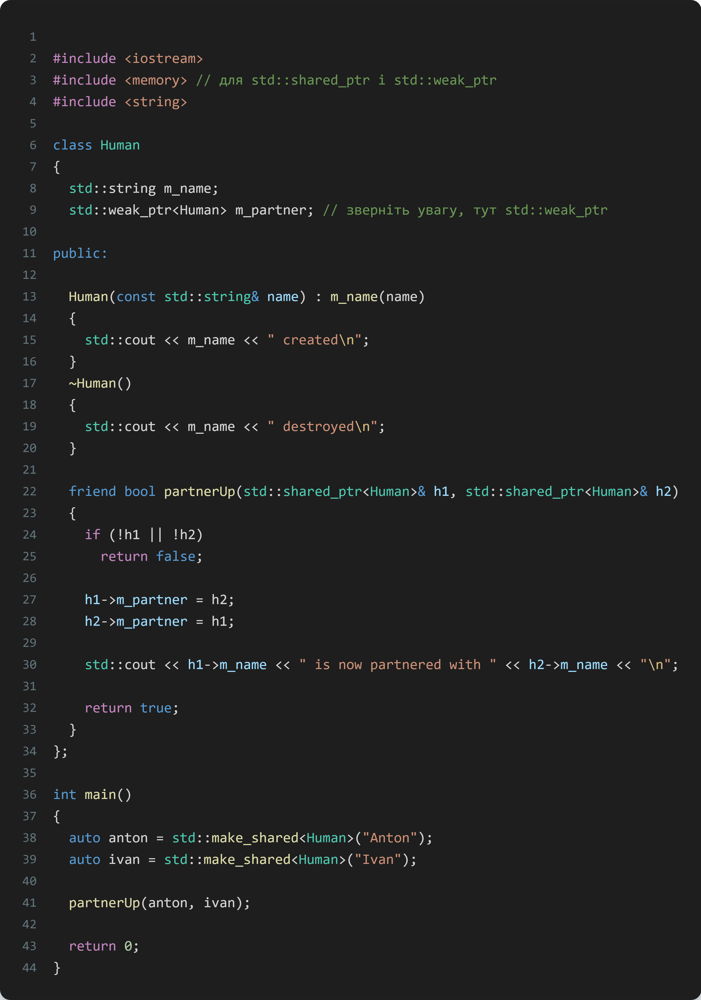 1
2 #include <iostream>
3 #include <memory> // для std::shared_ptr і std::weak_ptr
4 #include <string>
5
6 class Human
7 {
8   std::string m_name;
9   std::weak_ptr<Human> m_partner; // зверніть увагу, тут std::weak_ptr
10
11 public:
12
13   Human(const std::string& name) : m_name(name)
14   {
15     std::cout << m_name << " created\n";
16   }
17   ~Human()
18   {
19     std::cout << m_name << " destroyed\n";
20   }
21
22   friend bool partnerUp(std::shared_ptr<Human>& h1, std::shared_ptr<Human>& h2)
23   {
24     if (!h1 || !h2)
25       return false;
26
27     h1->m_partner = h2;
28     h2->m_partner = h1;
29
30     std::cout << h1->m_name << " is now partnered with " << h2->m_name << "\n";
31
32     return true;
33   }
34 };
35
36 int main()
37 {
38   auto anton = std::make_shared<Human>("Anton");
39   auto ivan = std::make_shared<Human>("Ivan");
40
41   partnerUp(anton, ivan);
42
43   return 0;
44 }